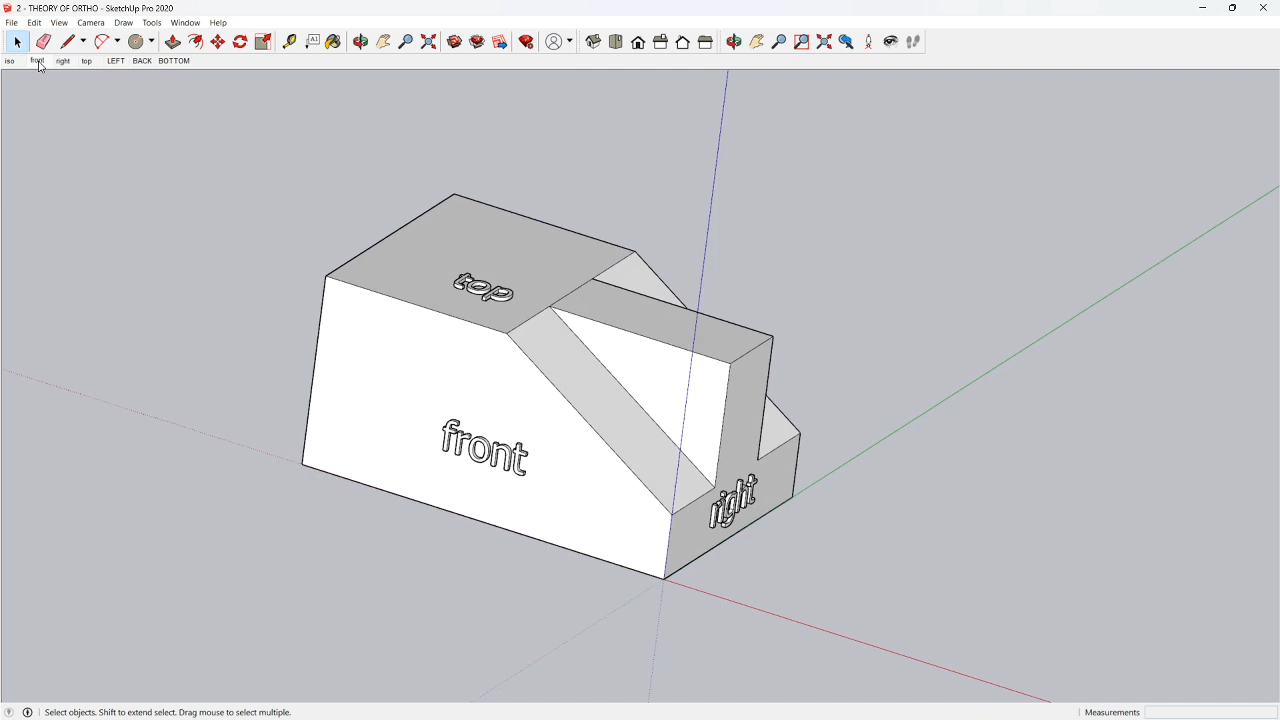 2 - THEORY OF ORTHO - SketchUp Pro 2020
File Edit View Camera Draw Tools Window Help
iso front right top LEFT BACK BOTTOM
top
front
right
Select objects. Shift to extend select. Drag mouse to select multiple.
Measurements